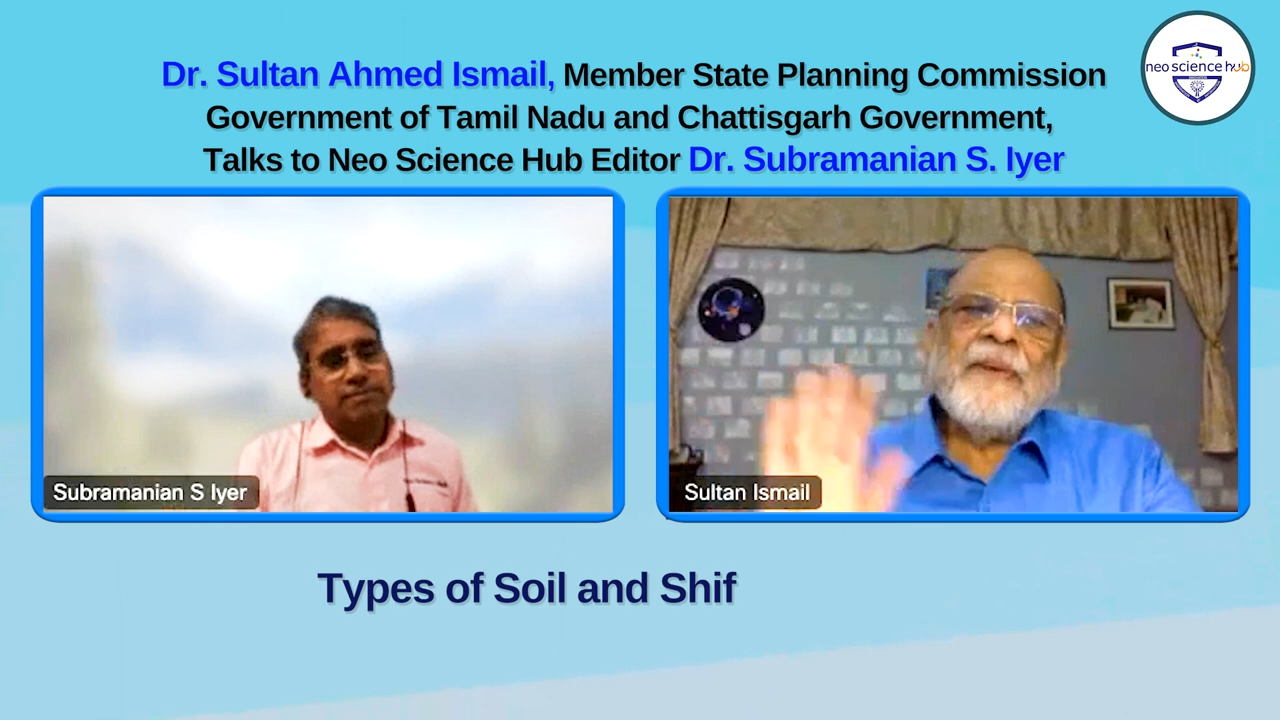 Dr. Sultan Ahmed Ismail, Member State Planning Commission
Government of Tamil Nadu and Chattisgarh Government,
Talks to Neo Science Hub Editor Dr. Subramanian S. Iyer
neo science hub
Subramanian S Iyer
Sultan Ismail
Types of Soil and Shif